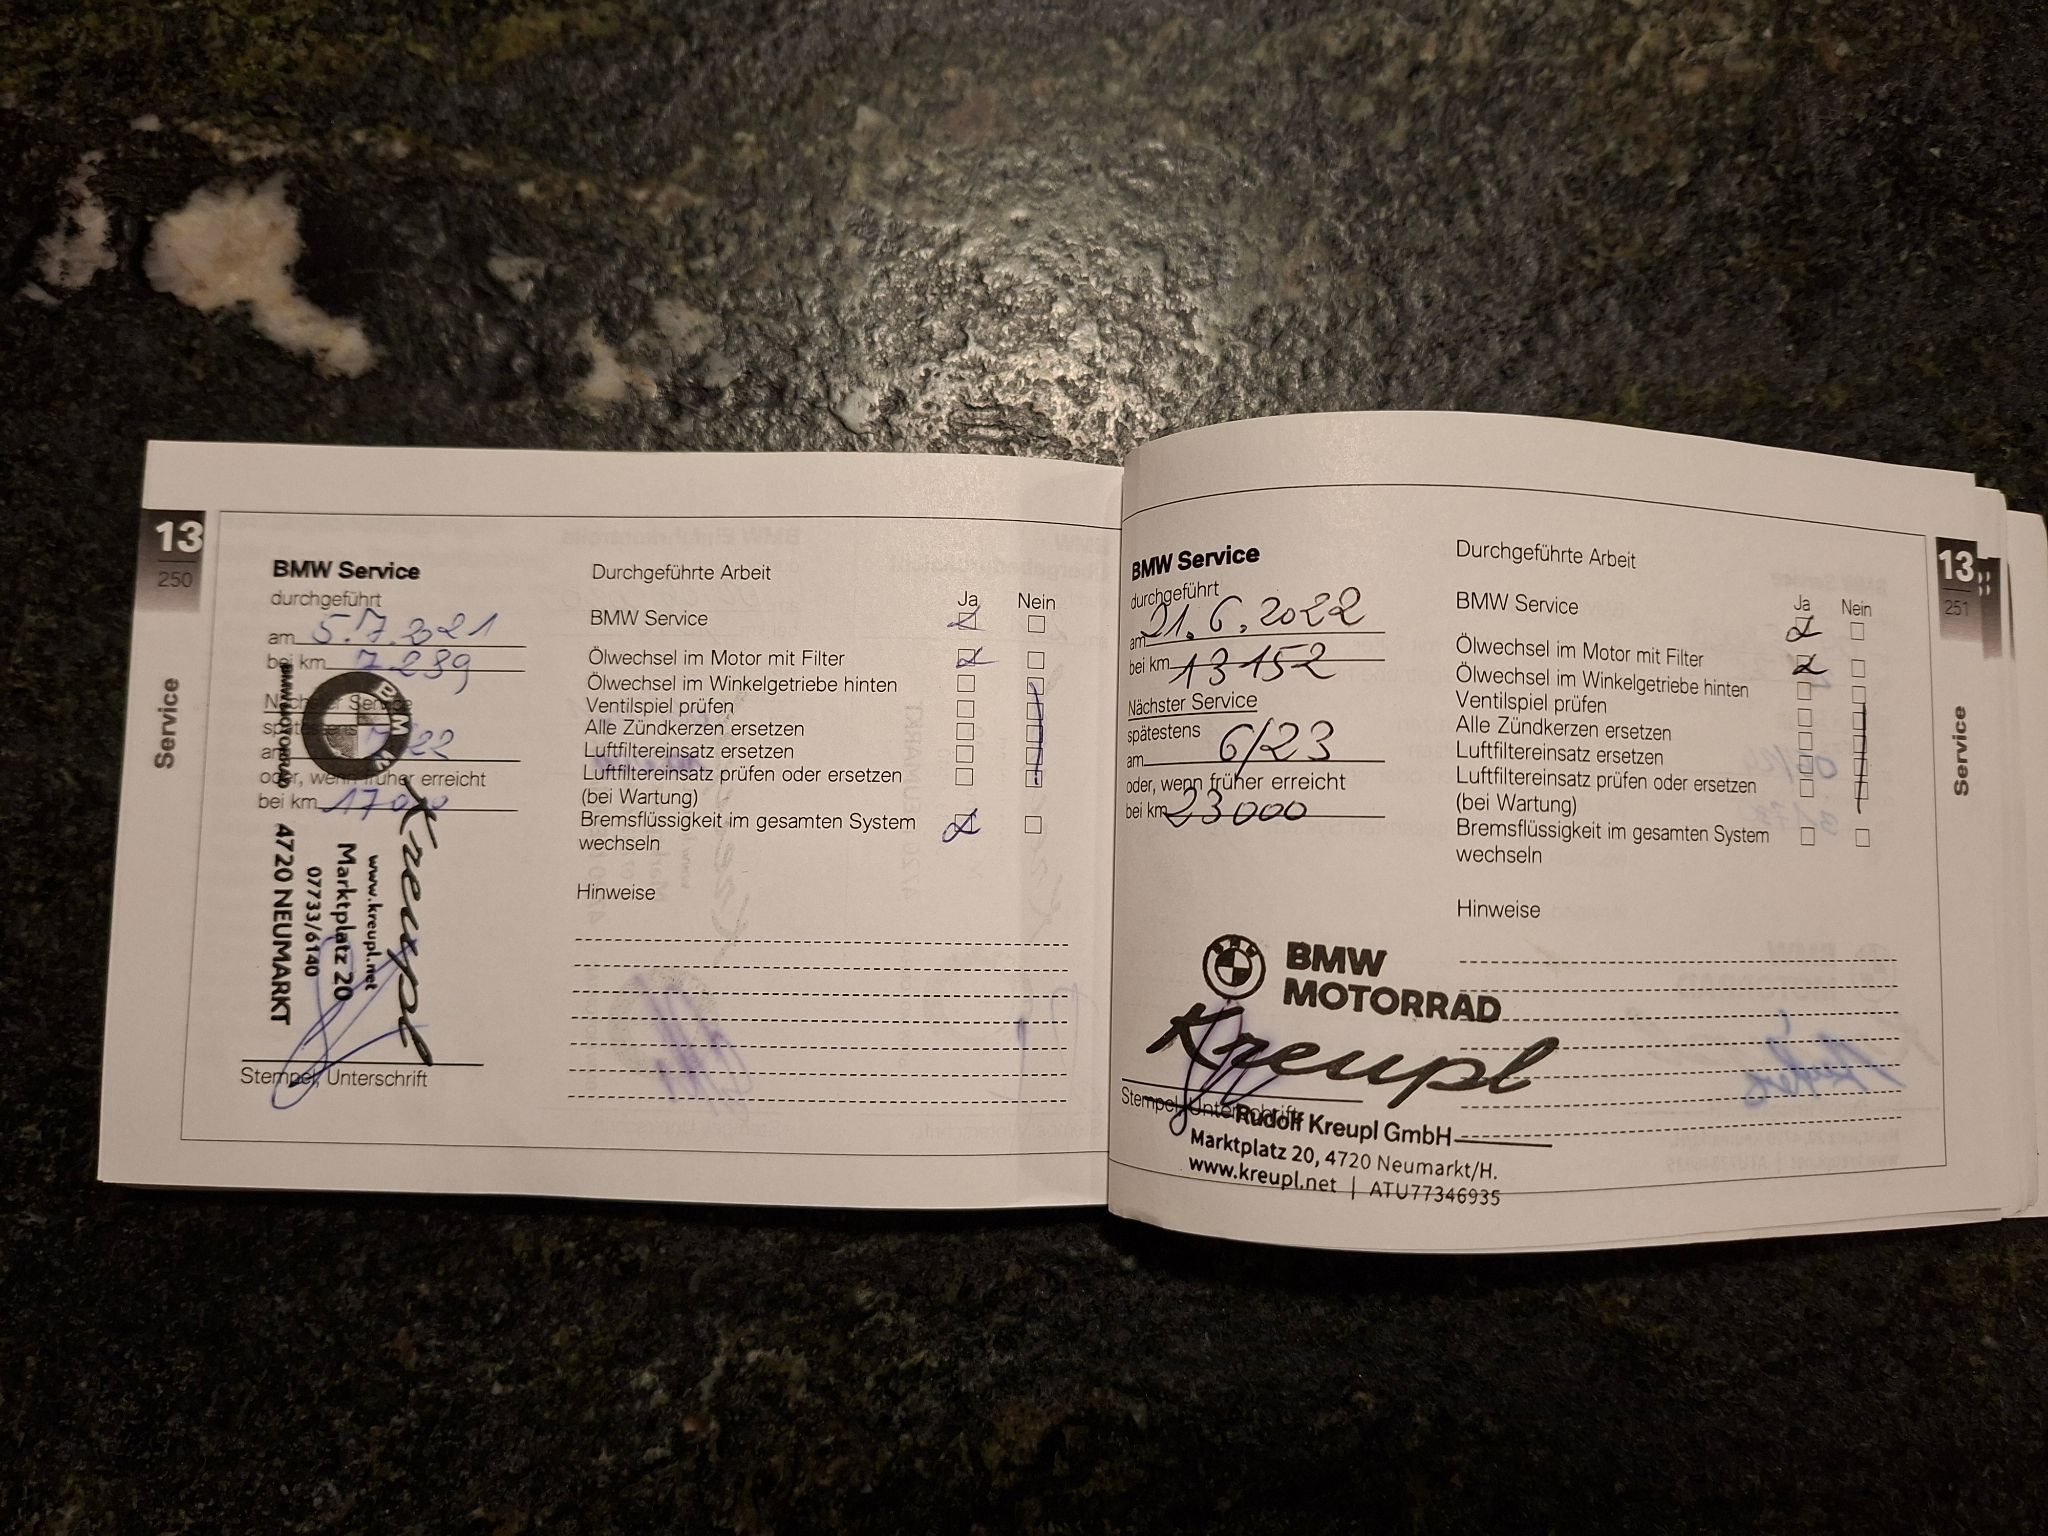 13
250
Service
BMW Service
durchgeführt
am 5.7.2021
bei km 7289
Nächster Service
spätestens
am 7/22
oder, wenn früher erreicht
bei km 17000
BMW
BMW MOTORRAD
Kreupl
www.kreupl.net
Marktplatz 20
07733/6140
4720 NEUMARKT
Stempel, Unterschrift
Durchgeführte Arbeit
Ja Nein
BMW Service
Ölwechsel im Motor mit Filter
Ölwechsel im Winkelgetriebe hinten
Ventilspiel prüfen
Alle Zündkerzen ersetzen
Luftfiltereinsatz ersetzen
Luftfiltereinsatz prüfen oder ersetzen
(bei Wartung)
Bremsflüssigkeit im gesamten System
wechseln
Hinweise
BMW Service
durchgeführt
am 21.6.2022
bei km 13152
Nächster Service
spätestens
am 6/23
oder, wenn früher erreicht
bei km 23000
Durchgeführte Arbeit
Ja Nein
BMW Service
Ölwechsel im Motor mit Filter
Ölwechsel im Winkelgetriebe hinten
Ventilspiel prüfen
Alle Zündkerzen ersetzen
Luftfiltereinsatz ersetzen
Luftfiltereinsatz prüfen oder ersetzen
(bei Wartung)
Bremsflüssigkeit im gesamten System
wechseln
Hinweise
BMW
MOTORRAD
Kreupl
Stempel, Unterschrift
Rudolf Kreupl GmbH
Marktplatz 20, 4720 Neumarkt/H.
www.kreupl.net | ATU77346935
13
251
Service